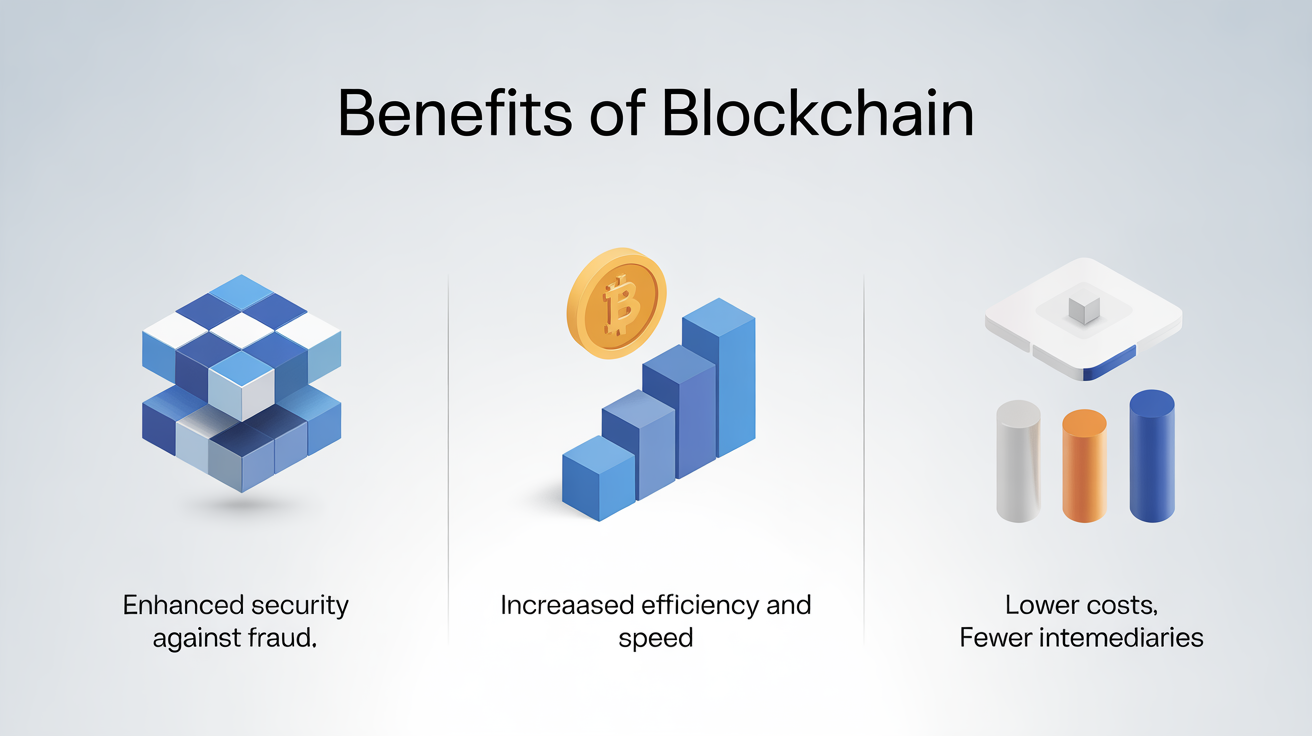 Benefits of Blockchain
Enhanced security
against fraud.
Increaased efficiency and
speed
Lower costs,
Fewer intemediaries